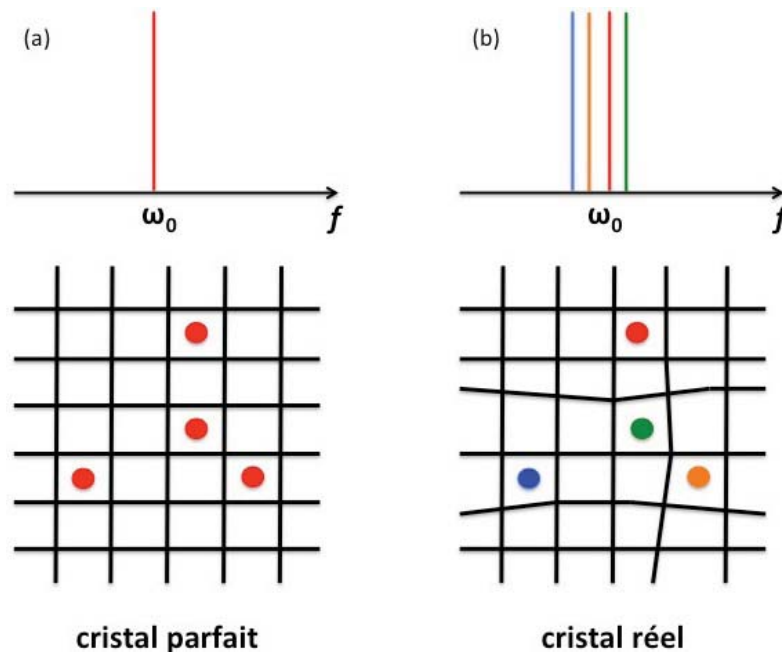 (a)
(b)
ω₀
f
ω₀
f
cristal parfait
cristal réel